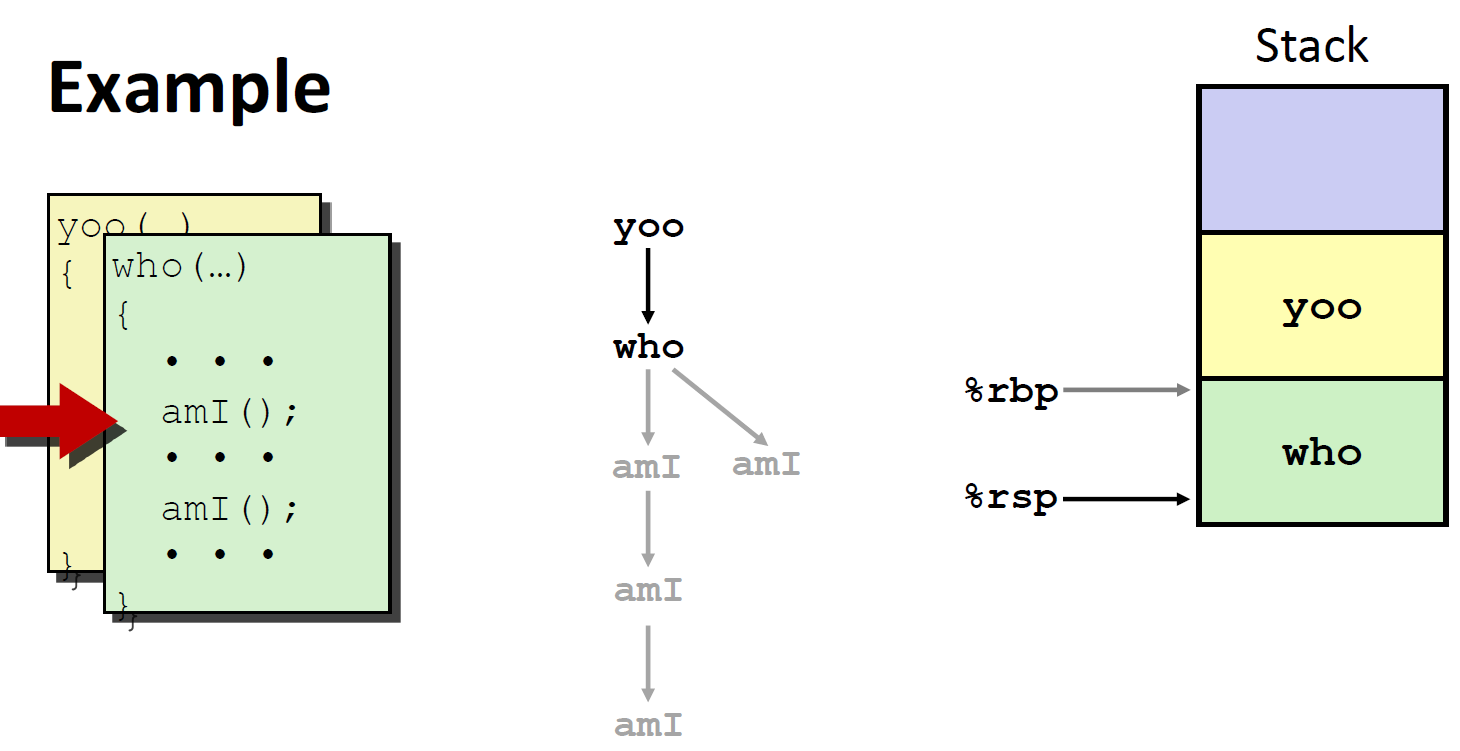 Example
yoo(…)
{
}
who(…)
{
• • •
amI();
• • •
amI();
• • •
}
yoo
who
amI
amI
amI
amI
Stack
yoo
who
%rbp
%rsp